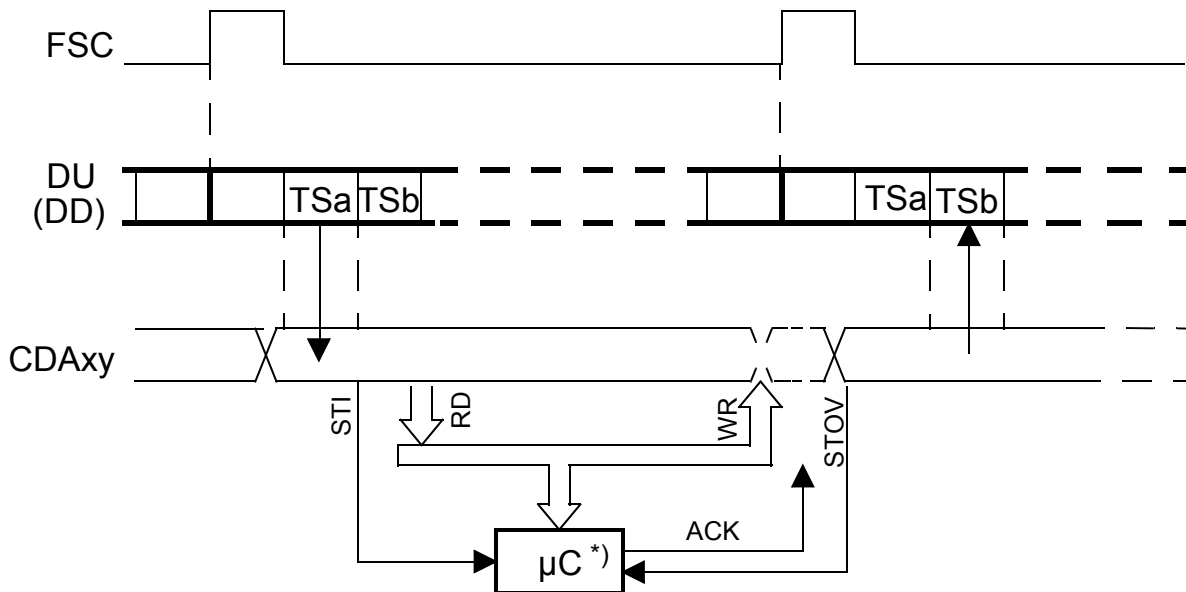 FSC
DU
(DD)
TSa TSb
TSa TSb
CDAxy
STI
RD
WR
STOV
ACK
µC *)